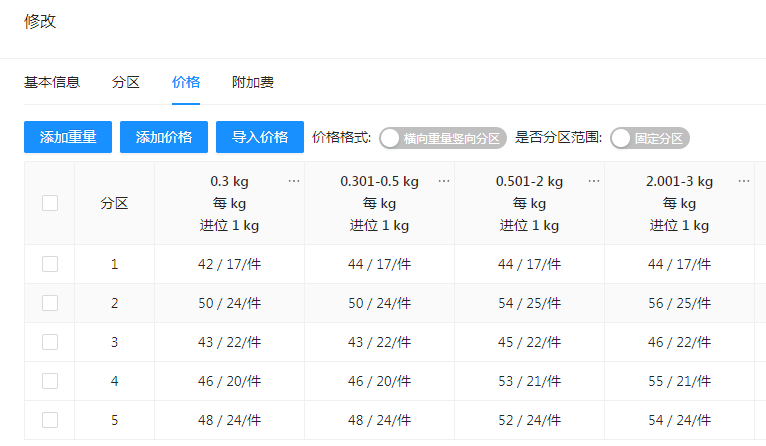 修改
基本信息 分区 价格 附加费
添加重量 添加价格 导入价格 价格格式: 横向重量竖向分区 是否分区范围: 固定分区
分区 0.3 kg 每 kg 进位 1 kg ··· 0.301-0.5 kg 每 kg 进位 1 kg ··· 0.501-2 kg 每 kg 进位 1 kg ··· 2.001-3 kg 每 kg 进位 1 kg ···
1 42 / 17/件 44 / 17/件 44 / 17/件 44 / 17/件
2 50 / 24/件 50 / 24/件 54 / 25/件 56 / 25/件
3 43 / 22/件 43 / 22/件 45 / 22/件 46 / 22/件
4 46 / 20/件 46 / 20/件 53 / 21/件 55 / 21/件
5 48 / 24/件 48 / 24/件 52 / 24/件 54 / 24/件